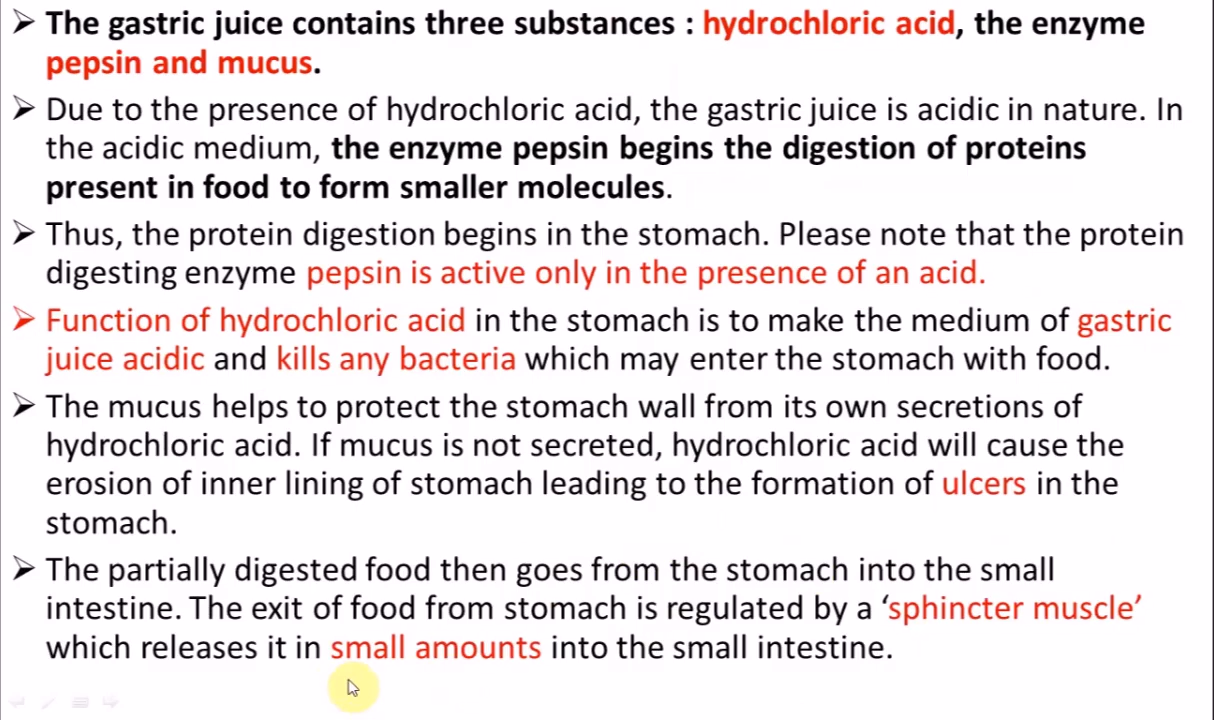 ➢ The gastric juice contains three substances : hydrochloric acid, the enzyme
pepsin and mucus.
➢ Due to the presence of hydrochloric acid, the gastric juice is acidic in nature. In
the acidic medium, the enzyme pepsin begins the digestion of proteins
present in food to form smaller molecules.
➢ Thus, the protein digestion begins in the stomach. Please note that the protein
digesting enzyme pepsin is active only in the presence of an acid.
➢ Function of hydrochloric acid in the stomach is to make the medium of gastric
juice acidic and kills any bacteria which may enter the stomach with food.
➢ The mucus helps to protect the stomach wall from its own secretions of
hydrochloric acid. If mucus is not secreted, hydrochloric acid will cause the
erosion of inner lining of stomach leading to the formation of ulcers in the
stomach.
➢ The partially digested food then goes from the stomach into the small
intestine. The exit of food from stomach is regulated by a ‘sphincter muscle’
which releases it in small amounts into the small intestine.